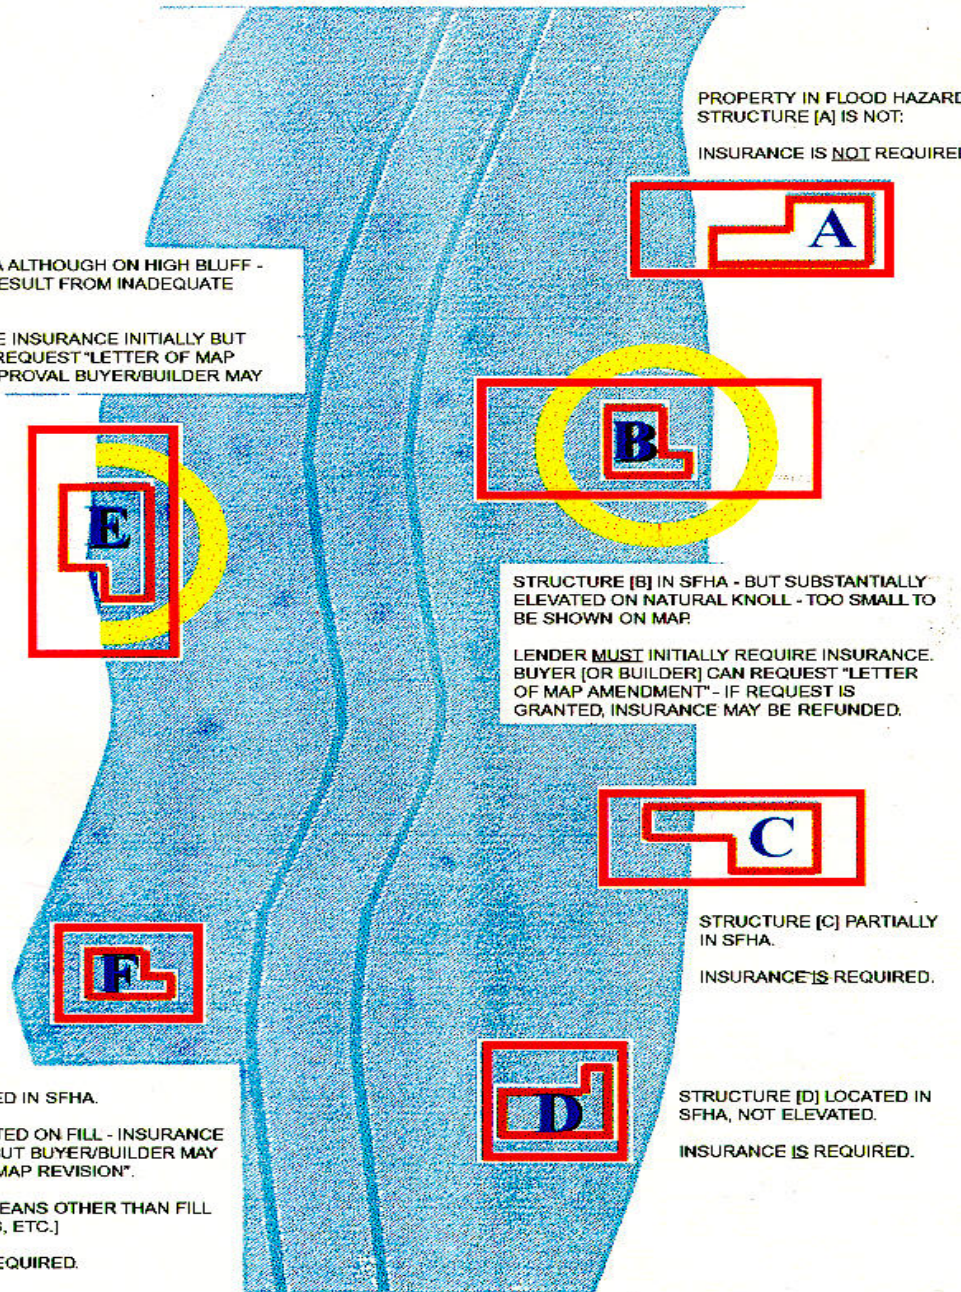 PROPERTY IN FLOOD HAZARD
STRUCTURE [A] IS NOT:
INSURANCE IS NOT REQUIRED
A
A ALTHOUGH ON HIGH BLUFF -
ESULT FROM INADEQUATE
E INSURANCE INITIALLY BUT
REQUEST "LETTER OF MAP
PROVAL BUYER/BUILDER MAY
B
E
STRUCTURE [B] IN SFHA - BUT SUBSTANTIALLY
ELEVATED ON NATURAL KNOLL - TOO SMALL TO
BE SHOWN ON MAP.
LENDER MUST INITIALLY REQUIRE INSURANCE.
BUYER [OR BUILDER] CAN REQUEST "LETTER
OF MAP AMENDMENT" - IF REQUEST IS
GRANTED, INSURANCE MAY BE REFUNDED.
C
STRUCTURE [C] PARTIALLY
IN SFHA.
INSURANCE IS REQUIRED.
F
D
STRUCTURE [D] LOCATED IN
SFHA, NOT ELEVATED.
INSURANCE IS REQUIRED.
ED IN SFHA.
TED ON FILL - INSURANCE
BUT BUYER/BUILDER MAY
MAP REVISION".
EANS OTHER THAN FILL
S, ETC.]
EQUIRED.